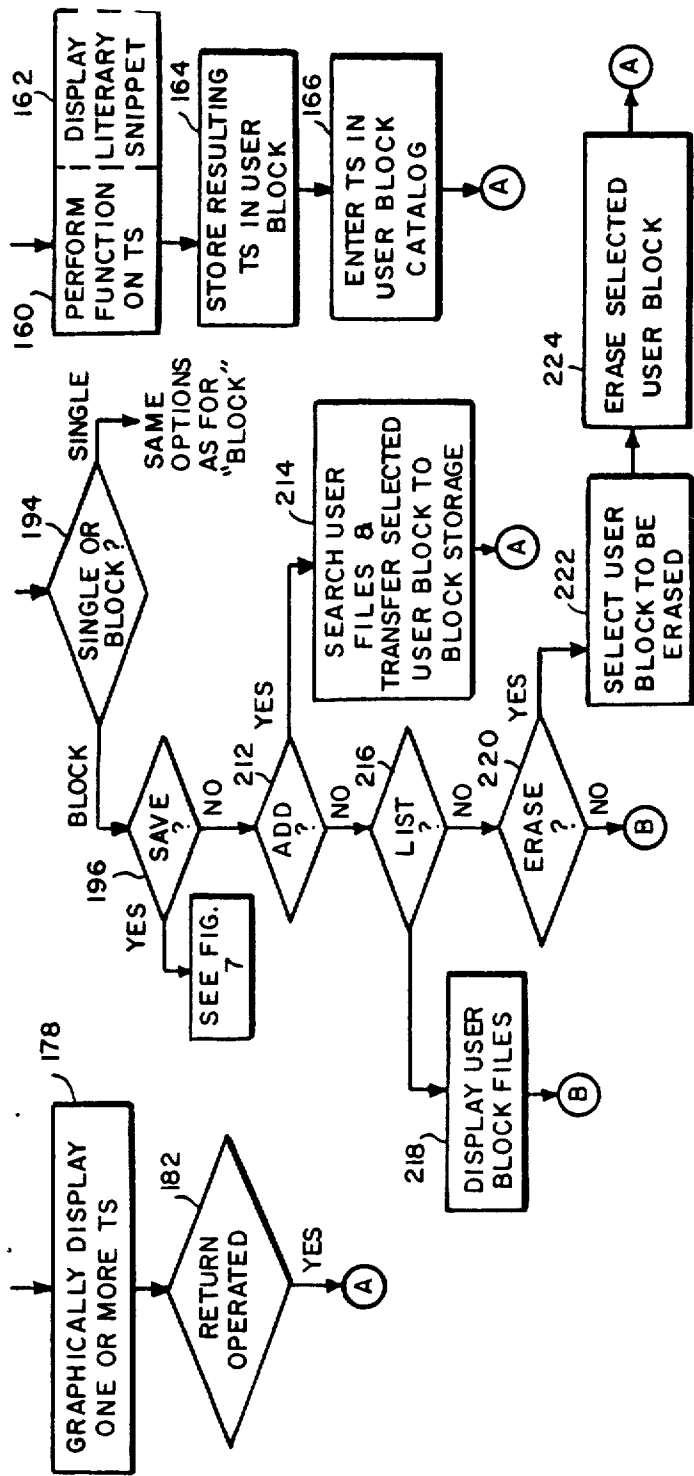 178
GRAPHICALLY DISPLAY
ONE OR MORE TS
182
RETURN
OPERATED
YES
A
194
SINGLE OR
BLOCK?
SINGLE
SAME
OPTIONS
AS FOR
"BLOCK"
BLOCK
196
SAVE
?
YES
SEE FIG.
7
NO
212
ADD
?
YES
214
SEARCH USER
FILES &
TRANSFER SELECTED
USER BLOCK TO
BLOCK STORAGE
A
NO
216
LIST
?
218
DISPLAY USER
BLOCK FILES
B
NO
220
ERASE
?
YES
NO
B
222
SELECT USER
BLOCK TO BE
ERASED
224
ERASE SELECTED
USER BLOCK
A
160
PERFORM
FUNCTION
ON TS
162
DISPLAY
LITERARY
SNIPPET
164
STORE RESULTING
TS IN USER
BLOCK
166
ENTER TS IN
USER BLOCK
CATALOG
A